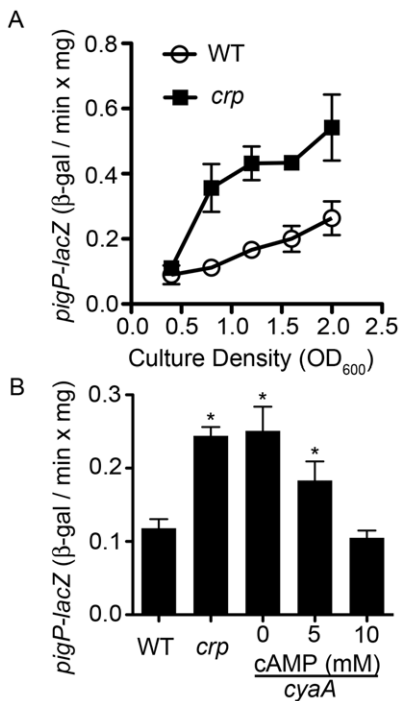 A
WT
crp
pigP-lacZ (β-gal / min x mg)
0.8
0.6
0.4
0.2
0.0
0.0 0.5 1.0 1.5 2.0 2.5
Culture Density (OD600)
B
pigP-lacZ (β-gal / min x mg)
0.3
0.2
0.1
0.0
* * *
WT crp 0 5 10
cAMP (mM)
cyaA